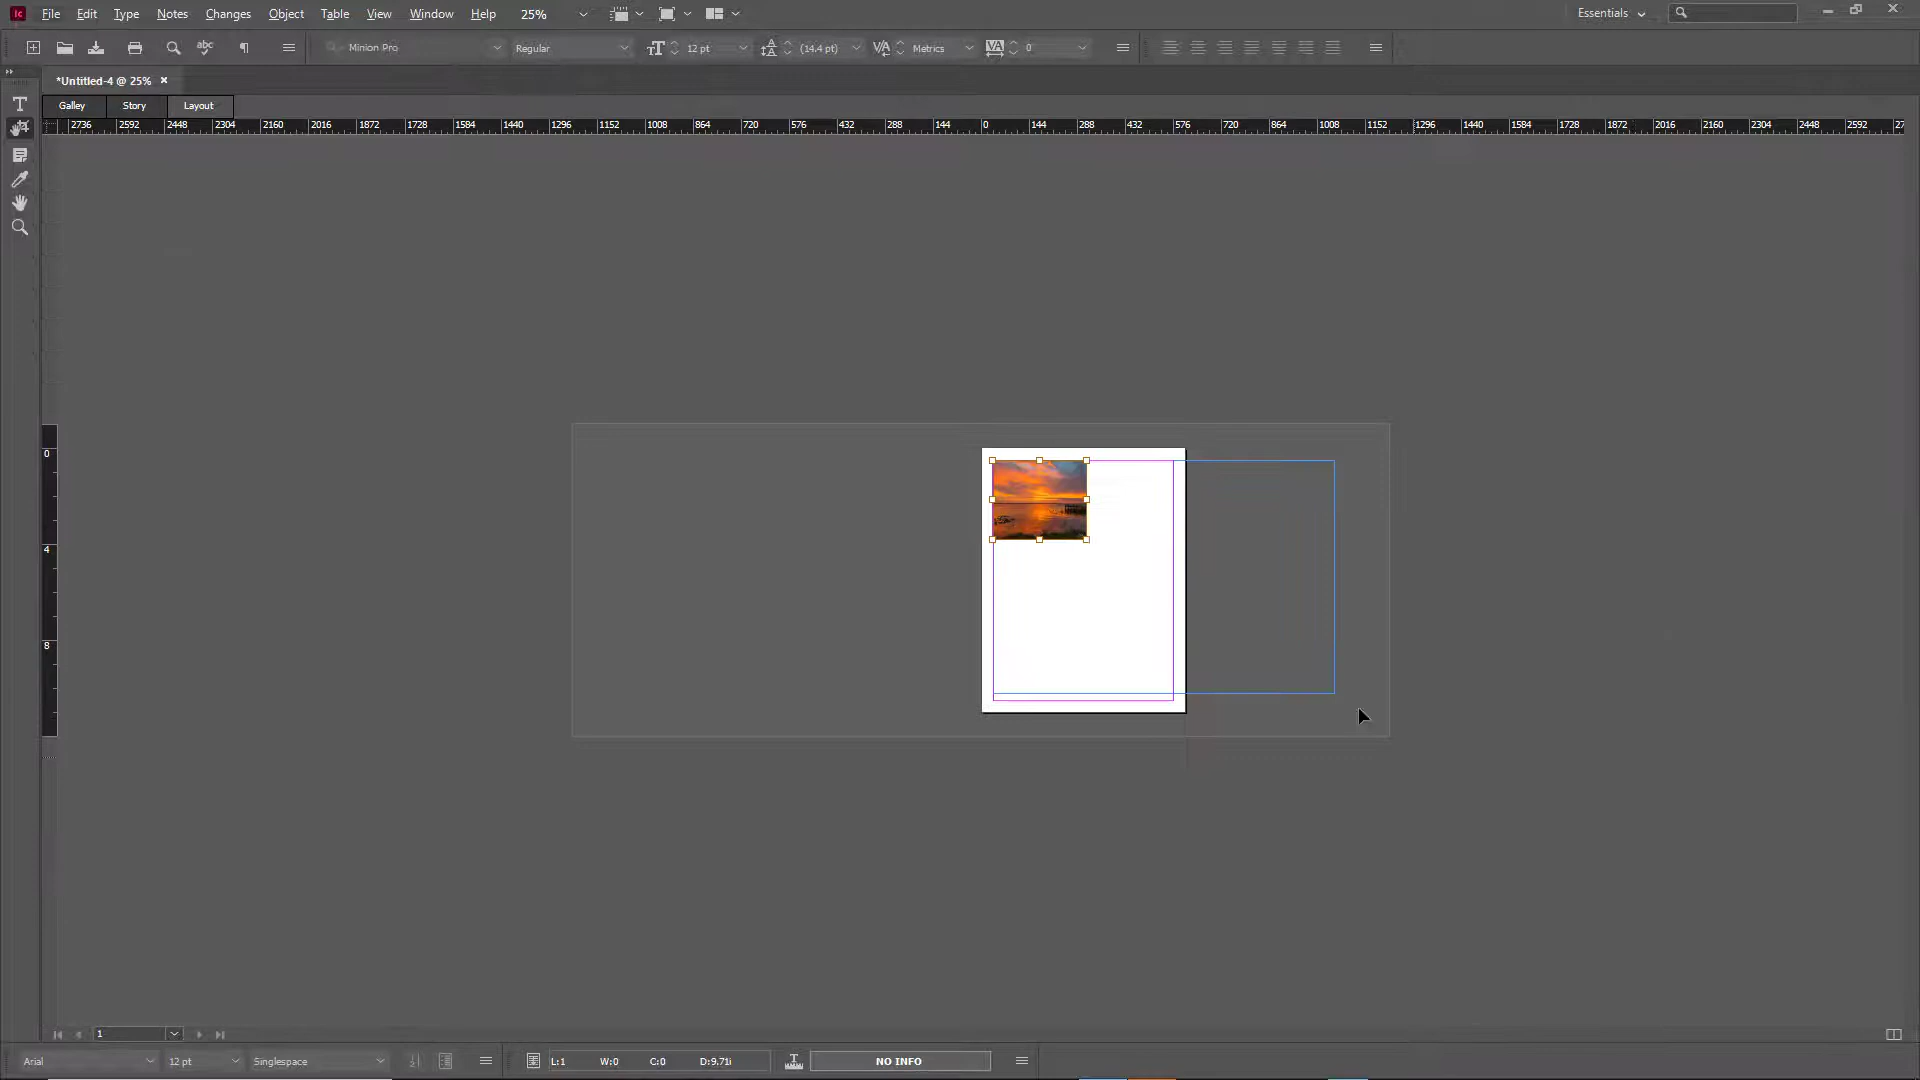 Ic File Edit Type Notes Changes Object Table View Window Help 25% Essentials
Minion Pro Regular 12 pt (14.4 pt) Metrics 0
*Untitled-4 @ 25% ×
Galley Story Layout
2736 2592 2448 2304 2160 2016 1872 1728 1584 1440 1296 1152 1008 864 720 576 432 288 144 0 144 288 432 576 720 864 1008 1152 1296 1440 1584 1728 1872 2016 2160 2304 2448 2592 27
0
4
8
1
Arial 12 pt Singlespace L:1 W:0 C:0 D:9.71i NO INFO